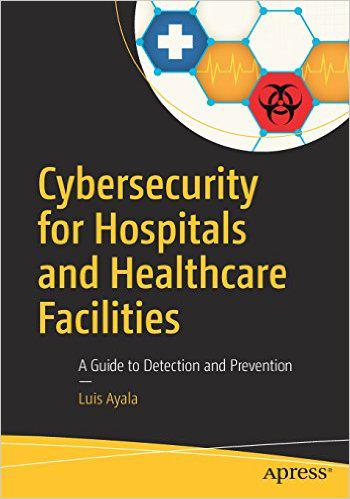 Cybersecurity
for Hospitals
and Healthcare
Facilities
A Guide to Detection and Prevention
—
Luis Ayala
Apress®